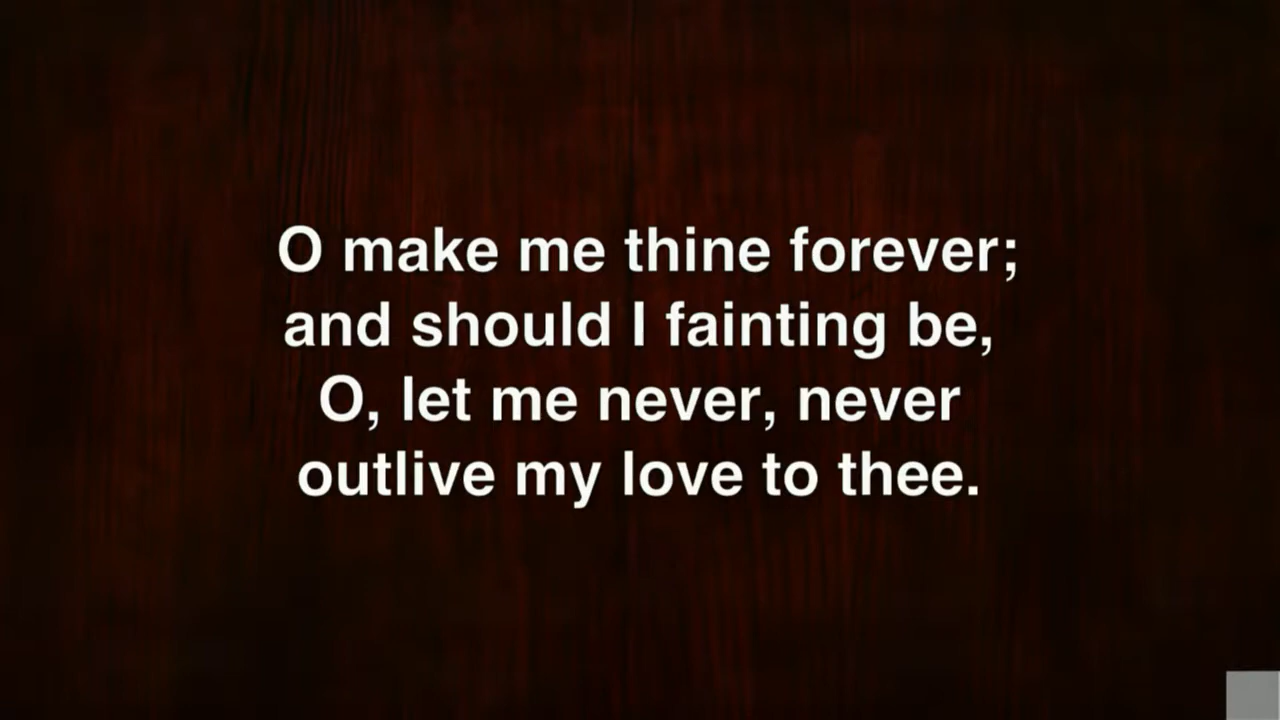 O make me thine forever;
and should I fainting be,
O, let me never, never
outlive my love to thee.